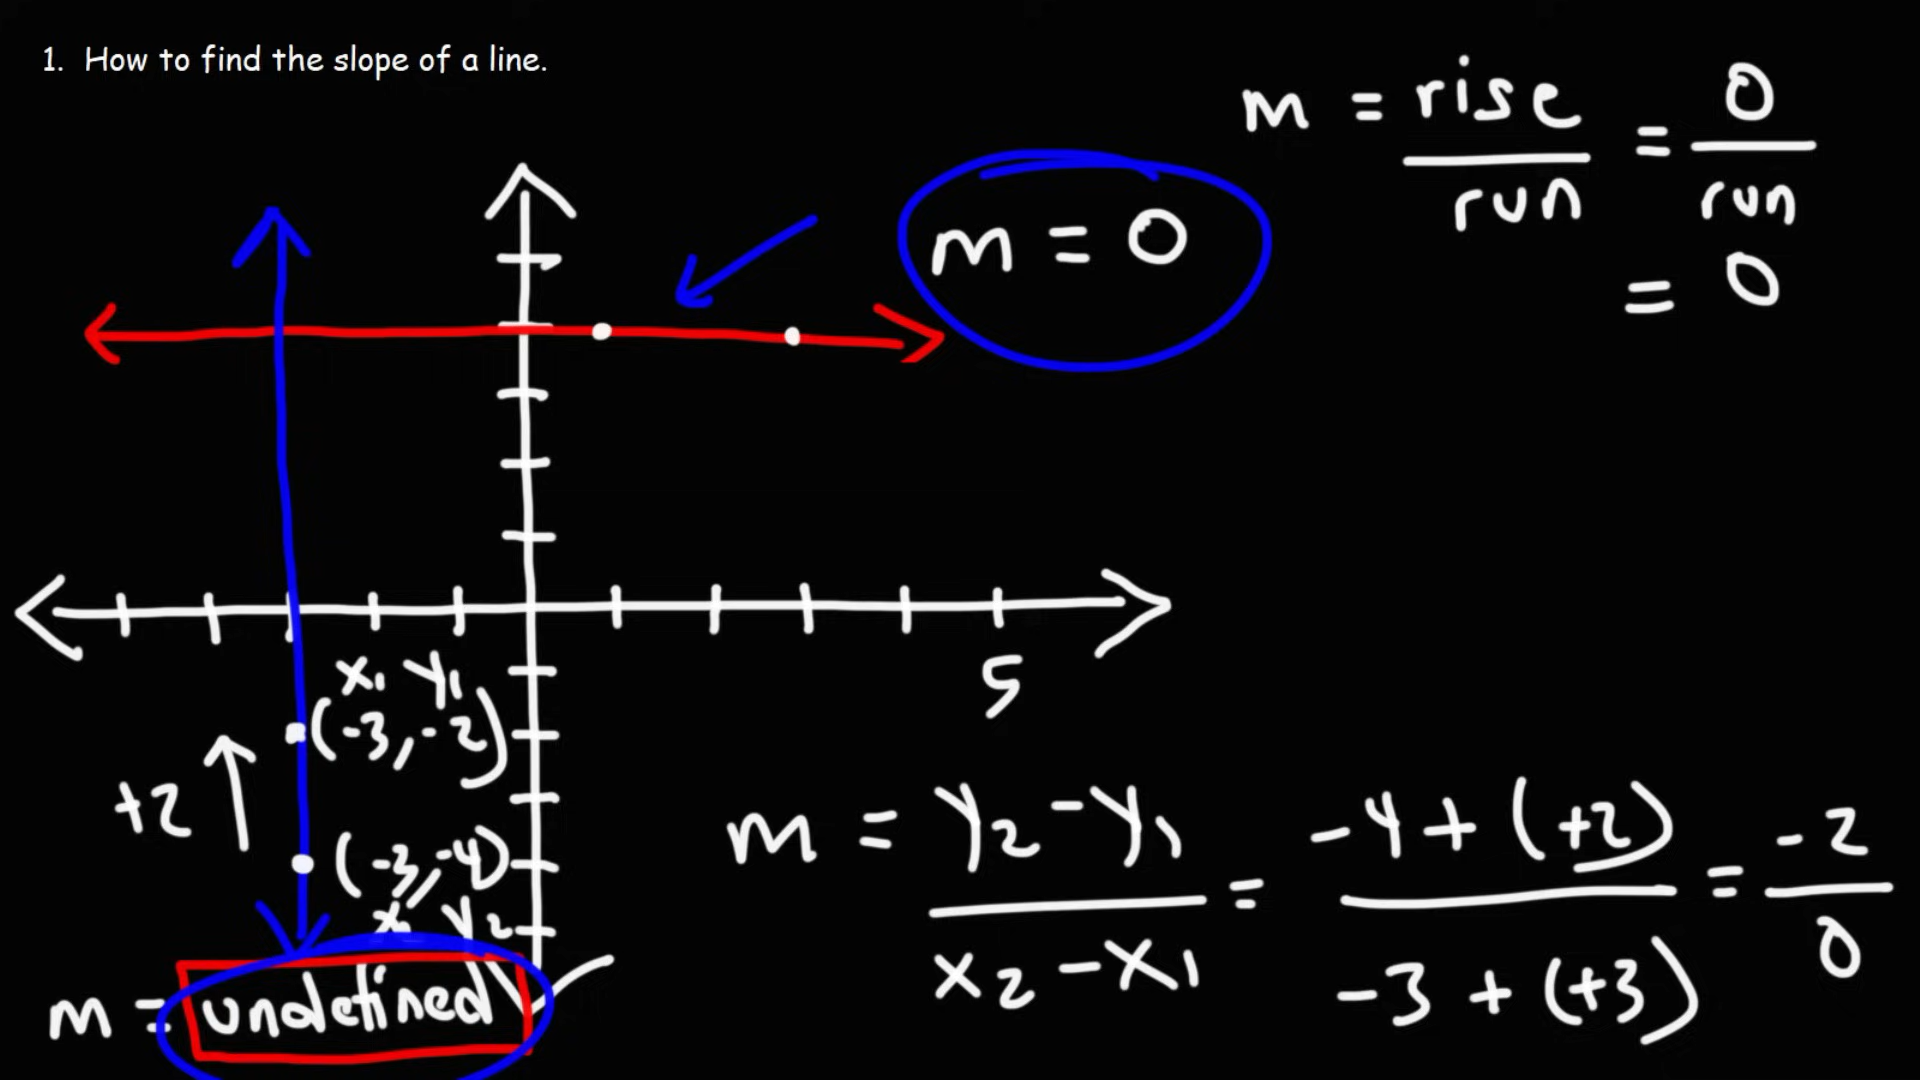 1. How to find the slope of a line.
m = rise/run = 0/run
= 0
m = 0
5
x₁ y₁
(-3, -2)
+2
(-3, -4)
x₂ y₂
m = undefined
m = y₂ - y₁ / x₂ - x₁ = -4 + (+2) / -3 + (+3) = -2 / 0